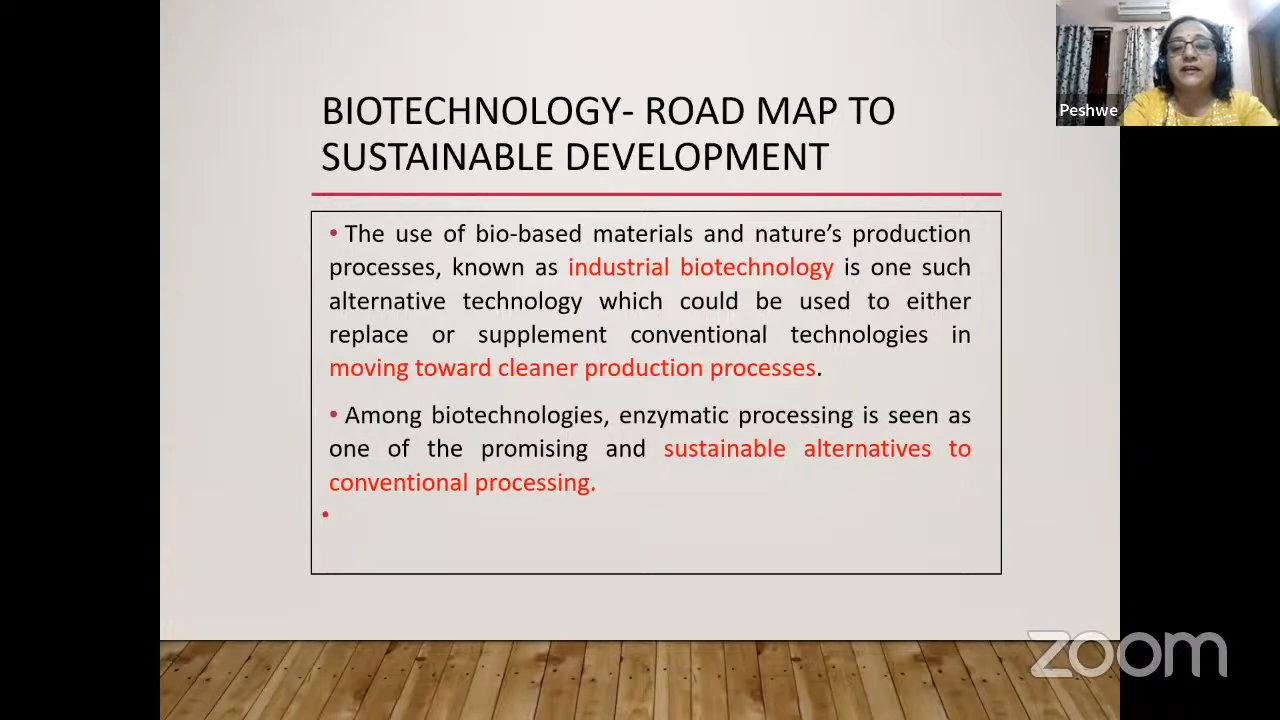 Peshwe
BIOTECHNOLOGY- ROAD MAP TO
SUSTAINABLE DEVELOPMENT
• The use of bio-based materials and nature’s production
processes, known as industrial biotechnology is one such
alternative technology which could be used to either
replace or supplement conventional technologies in
moving toward cleaner production processes.
• Among biotechnologies, enzymatic processing is seen as
one of the promising and sustainable alternatives to
conventional processing.
•
zoom